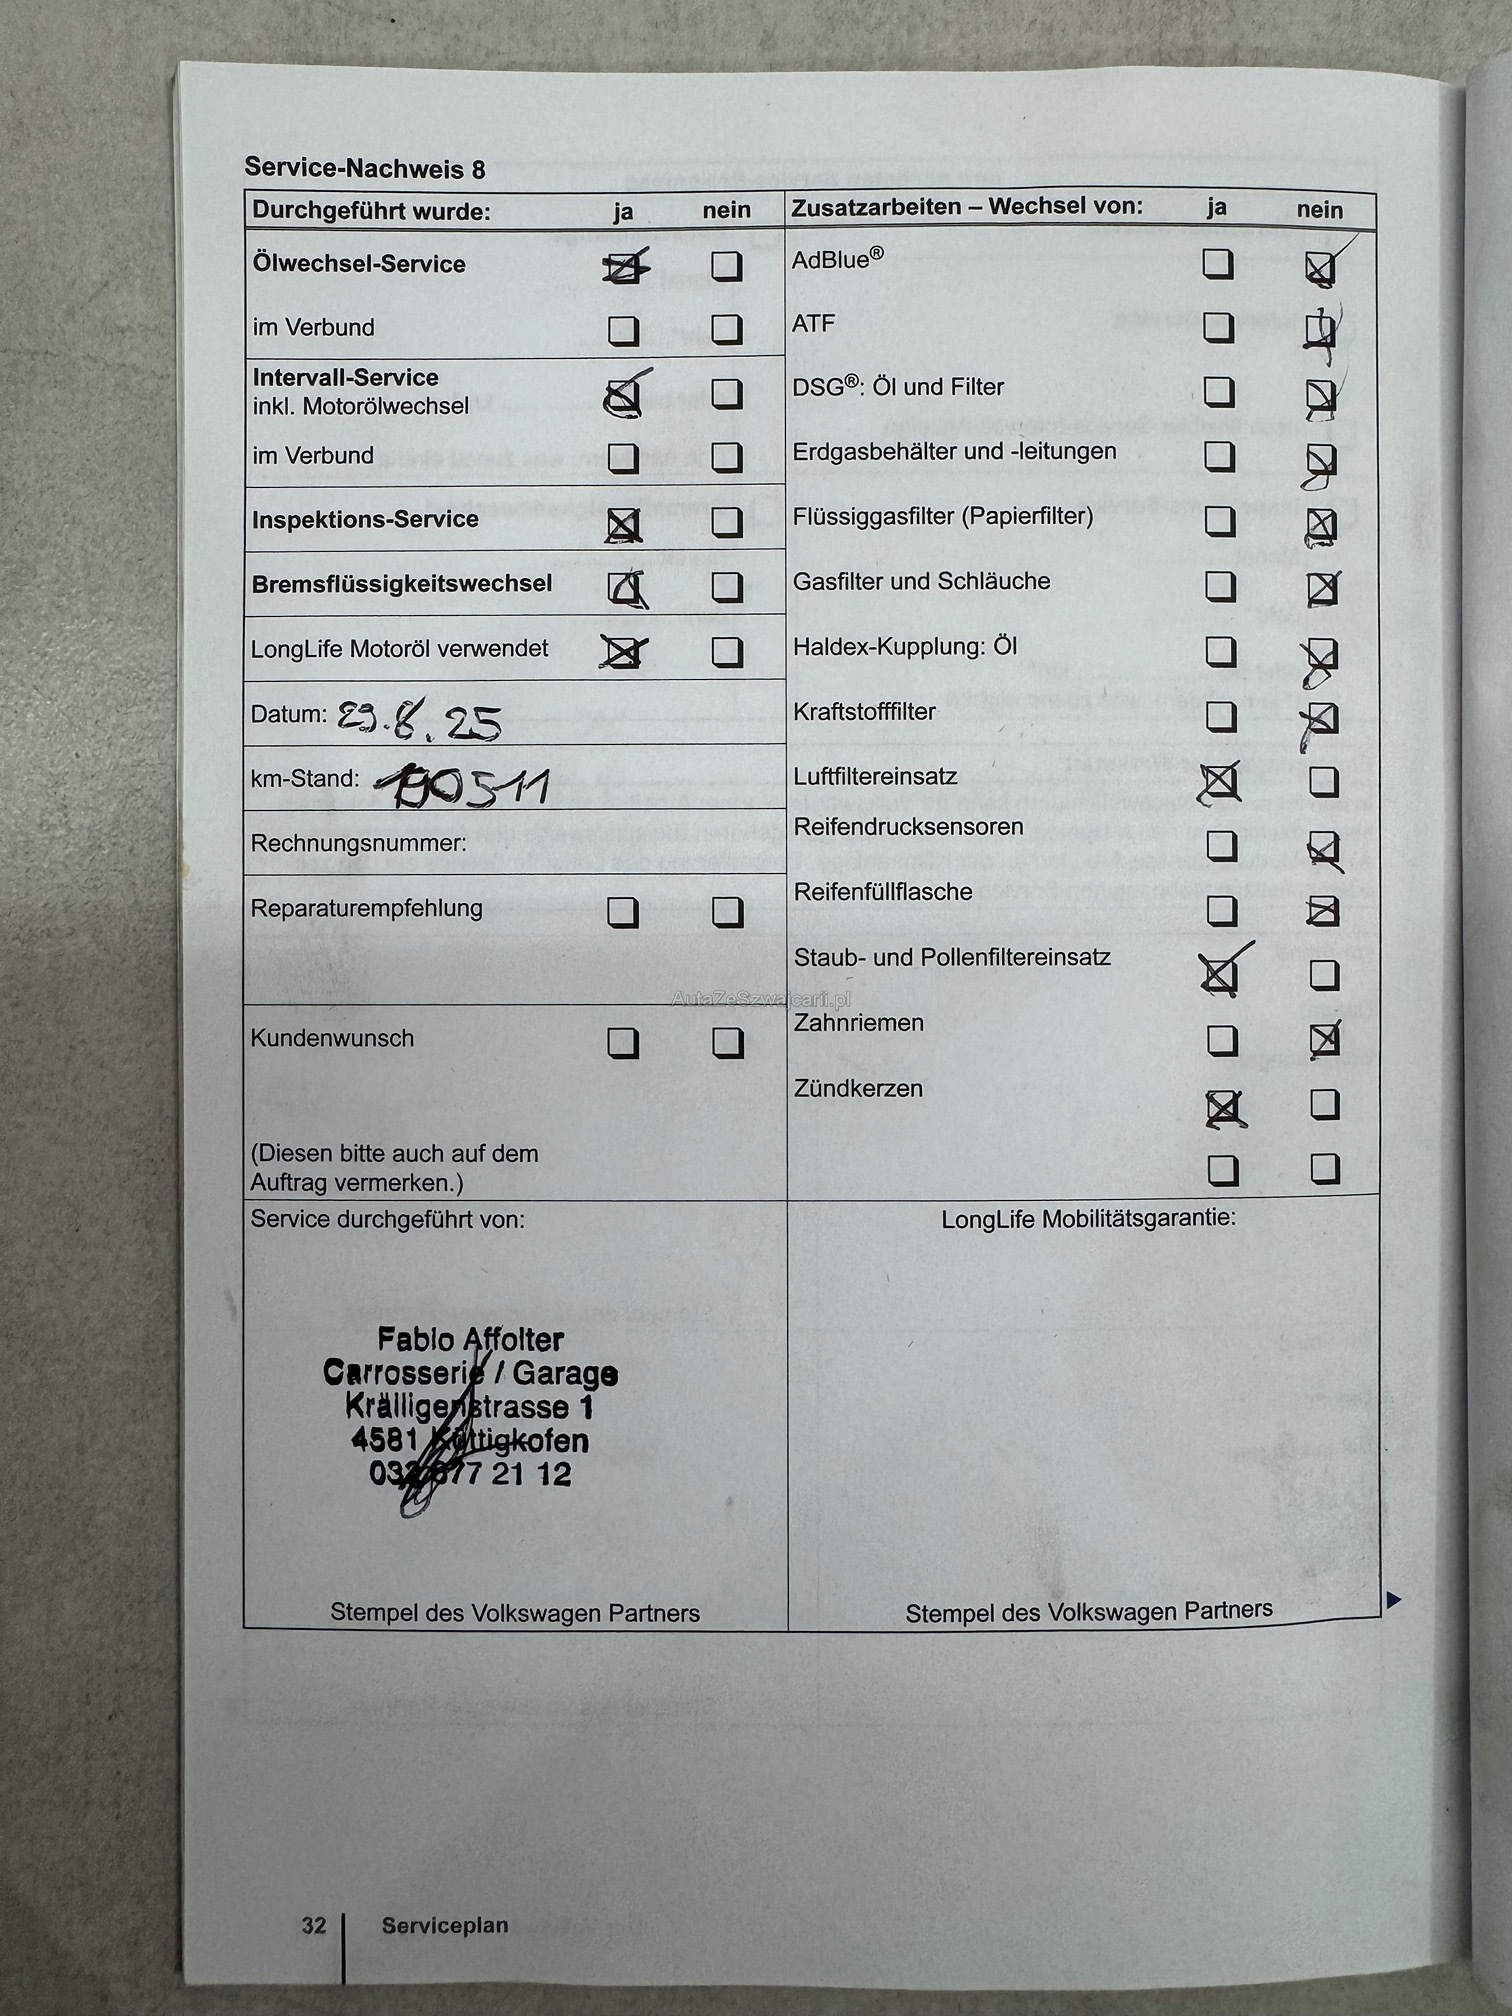 Service-Nachweis 8
Durchgeführt wurde: ja nein
Ölwechsel-Service
im Verbund
Intervall-Service
inkl. Motorölwechsel
im Verbund
Inspektions-Service
Bremsflüssigkeitswechsel
LongLife Motoröl verwendet
Datum: 29.8.25
km-Stand: 190511
Rechnungsnummer:
Reparaturempfehlung
Kundenwunsch
(Diesen bitte auch auf dem
Auftrag vermerken.)
Zusatzarbeiten – Wechsel von: ja nein
AdBlue®
ATF
DSG®: Öl und Filter
Erdgasbehälter und -leitungen
Flüssiggasfilter (Papierfilter)
Gasfilter und Schläuche
Haldex-Kupplung: Öl
Kraftstofffilter
Luftfiltereinsatz
Reifendrucksensoren
Reifenfüllflasche
Staub- und Pollenfiltereinsatz
Zahnriemen
Zündkerzen
AutaZeSzwajcarii.pl
Service durchgeführt von:
Fabio Affolter
Carrosserie / Garage
Krälligenstrasse 1
4581 Küttigkofen
032 677 21 12
Stempel des Volkswagen Partners
LongLife Mobilitätsgarantie:
Stempel des Volkswagen Partners
32 Serviceplan